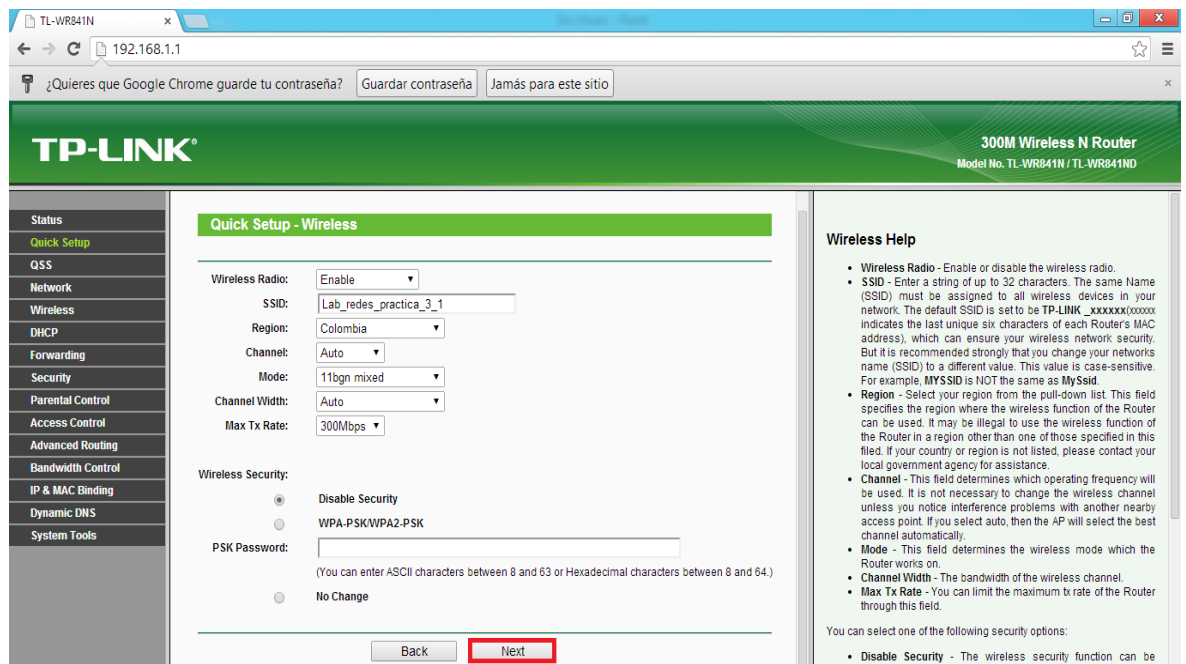 TL-WR841N
192.168.1.1
¿Quieres que Google Chrome guarde tu contraseña? Guardar contraseña Jamás para este sitio
TP-LINK®
300M Wireless N Router
Model No. TL-WR841N / TL-WR841ND
Status
Quick Setup
QSS
Network
Wireless
DHCP
Forwarding
Security
Parental Control
Access Control
Advanced Routing
Bandwidth Control
IP & MAC Binding
Dynamic DNS
System Tools
Quick Setup - Wireless
Wireless Radio: Enable
SSID: Lab_redes_practica_3_1
Region: Colombia
Channel: Auto
Mode: 11bgn mixed
Channel Width: Auto
Max Tx Rate: 300Mbps
Wireless Security:
Disable Security
WPA-PSK/WPA2-PSK
PSK Password:
(You can enter ASCII characters between 8 and 63 or Hexadecimal characters between 8 and 64.)
No Change
Back Next
Wireless Help
• Wireless Radio - Enable or disable the wireless radio.
• SSID - Enter a string of up to 32 characters. The same Name
(SSID) must be assigned to all wireless devices in your
network. The default SSID is set to be TP-LINK_xxxxxx(xxxxxx
indicates the last unique six characters of each Router's MAC
address), which can ensure your wireless network security.
But it is recommended strongly that you change your networks
name (SSID) to a different value. This value is case-sensitive.
For example, MYSSID is NOT the same as MySsid.
• Region - Select your region from the pull-down list. This field
specifies the region where the wireless function of the Router
can be used. It may be illegal to use the wireless function of
the Router in a region other than one of those specified in this
filed. If your country or region is not listed, please contact your
local government agency for assistance.
• Channel - This field determines which operating frequency will
be used. It is not necessary to change the wireless channel
unless you notice interference problems with another nearby
access point. If you select auto, then the AP will select the best
channel automatically.
• Mode - This field determines the wireless mode which the
Router works on.
• Channel Width - The bandwidth of the wireless channel.
• Max Tx Rate - You can limit the maximum tx rate of the Router
through this field.
You can select one of the following security options:
• Disable Security - The wireless security function can be